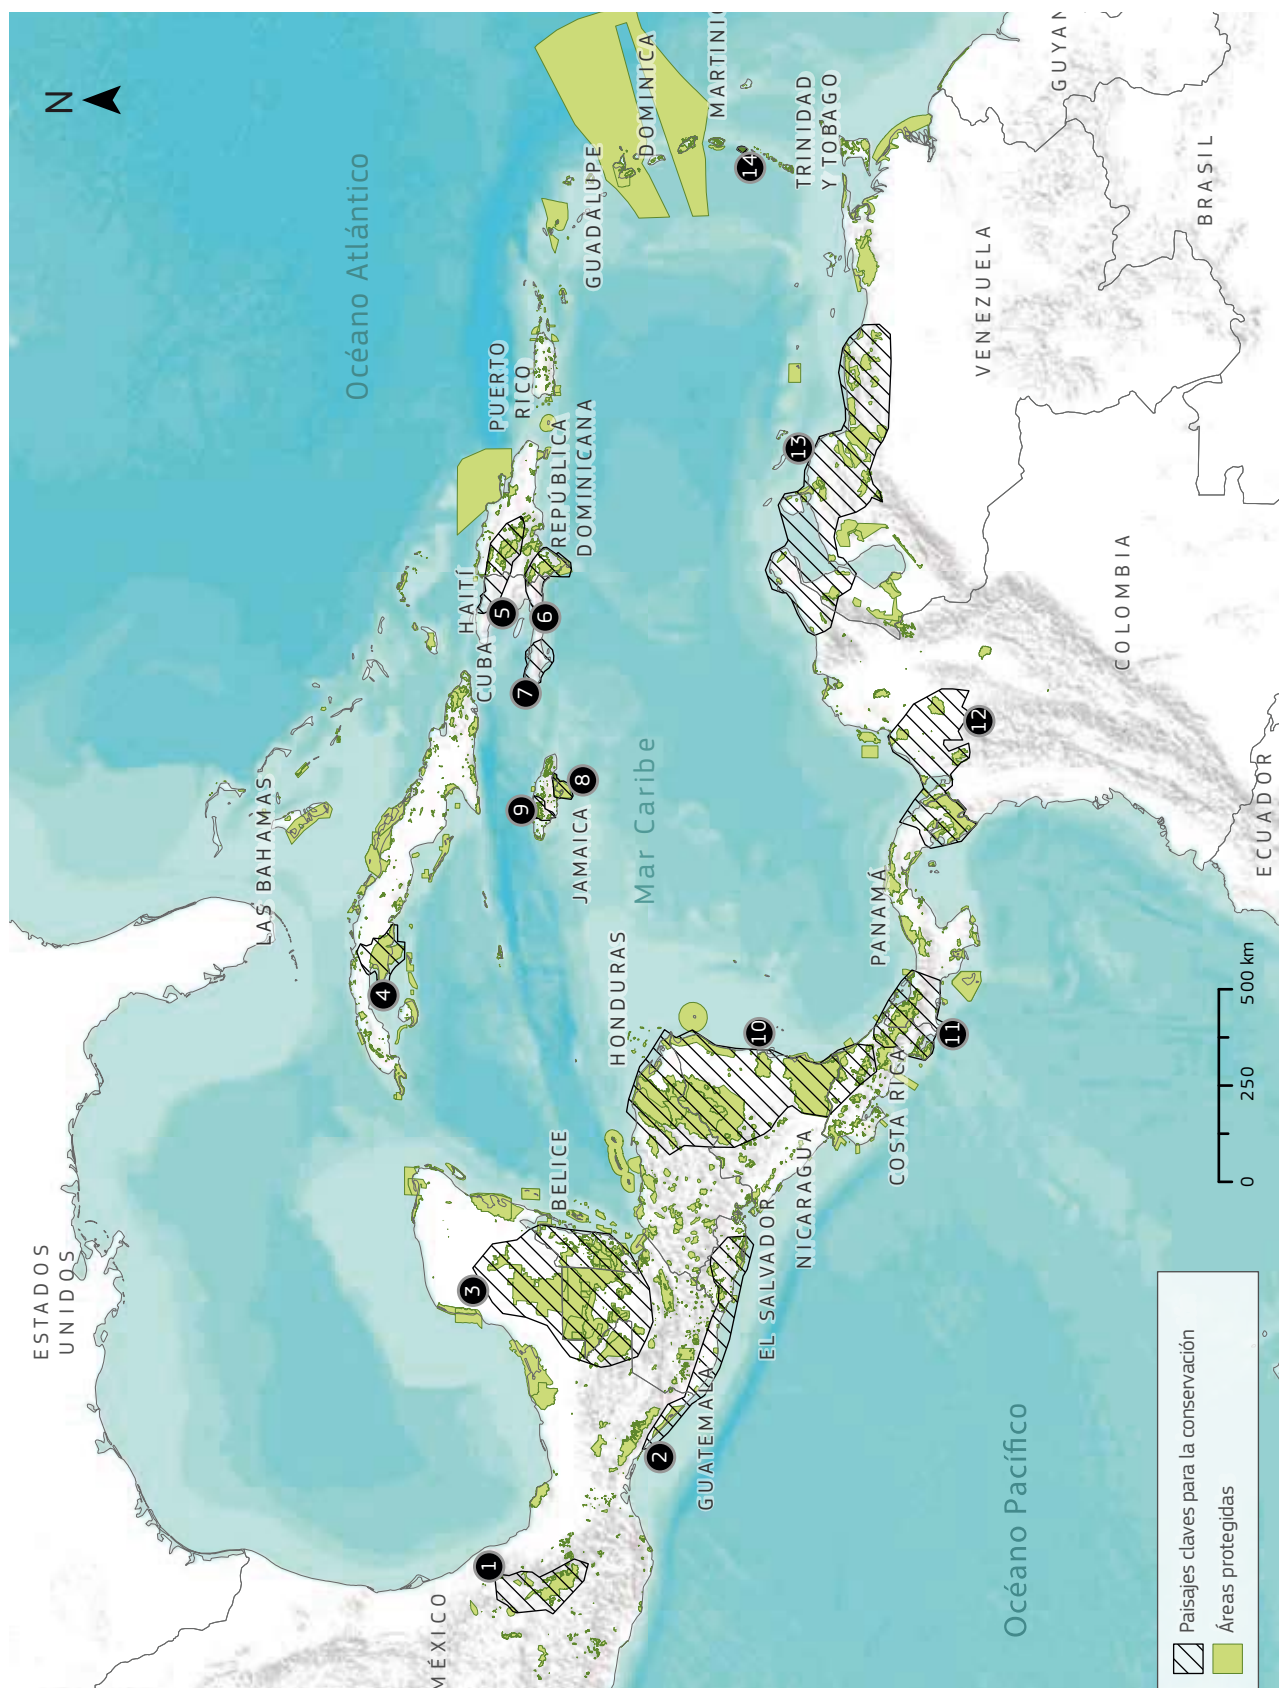 N
ESTADOS
UNIDOS
LAS BAHAMAS
Océano Atlántico
MÉXICO
1
2
3
4
CUBA
HAITÍ
PUERTO
RICO
REPÚBLICA
DOMINICANA
5
6
7
8
9
JAMAICA
GUADALUPE
DOMINICA
MARTINIC
14
TRINIDAD
Y TOBAGO
BELICE
HONDURAS
Mar Caribe
GUATEMALA
EL SALVADOR
NICARAGUA
10
COSTA RICA
11
PANAMÁ
12
13
COLOMBIA
VENEZUELA
GUYAN
BRASIL
ECUADOR
Océano Pacífico
0
250
500 km
Paisajes claves para la conservación
Áreas protegidas